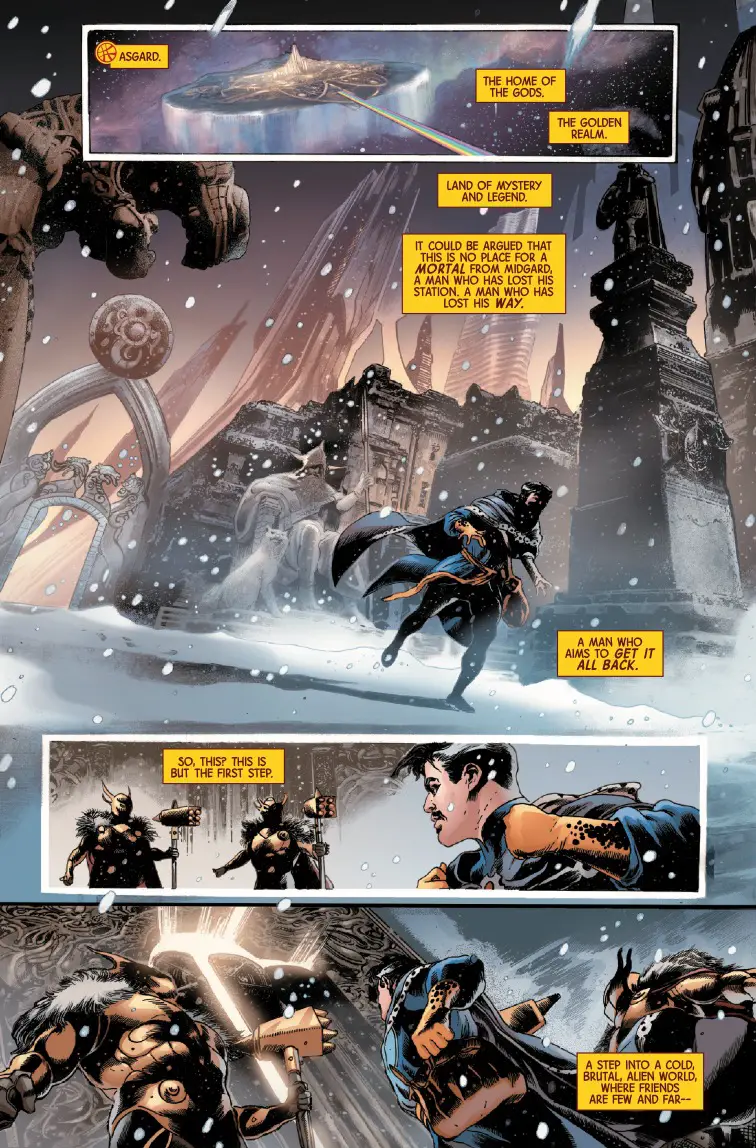 ASGARD.
THE HOME OF
THE GODS.
THE GOLDEN
REALM.
LAND OF MYSTERY
AND LEGEND.
IT COULD BE ARGUED THAT
THIS IS NO PLACE FOR A
MORTAL FROM MIDGARD,
A MAN WHO HAS LOST HIS
STATION. A MAN WHO HAS
LOST HIS WAY.
A MAN WHO
AIMS TO GET IT
ALL BACK.
SO, THIS? THIS IS
BUT THE FIRST STEP.
A STEP INTO A COLD,
BRUTAL, ALIEN WORLD,
WHERE FRIENDS
ARE FEW AND FAR--